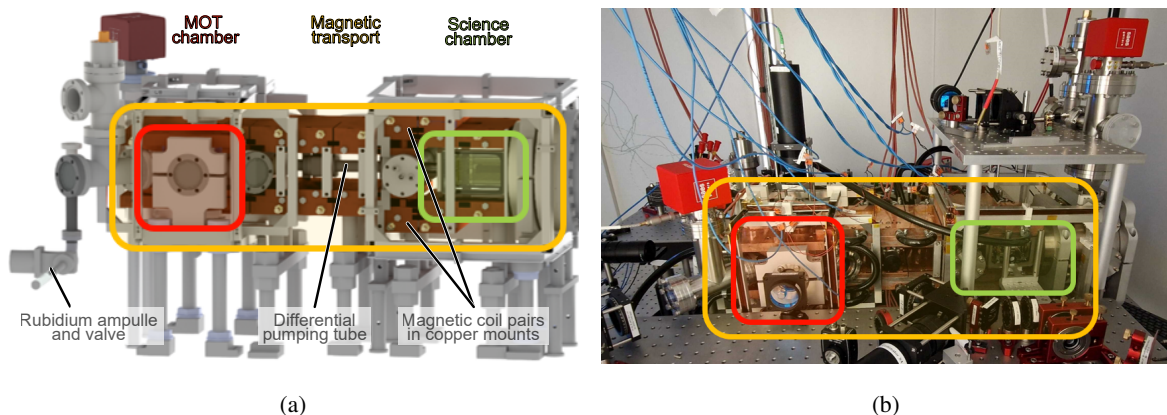 MOT
chamber
Magnetic
transport
Science
chamber
Rubidium ampulle
and valve
Differential
pumping tube
Magnetic coil pairs
in copper mounts
(a)
(b)